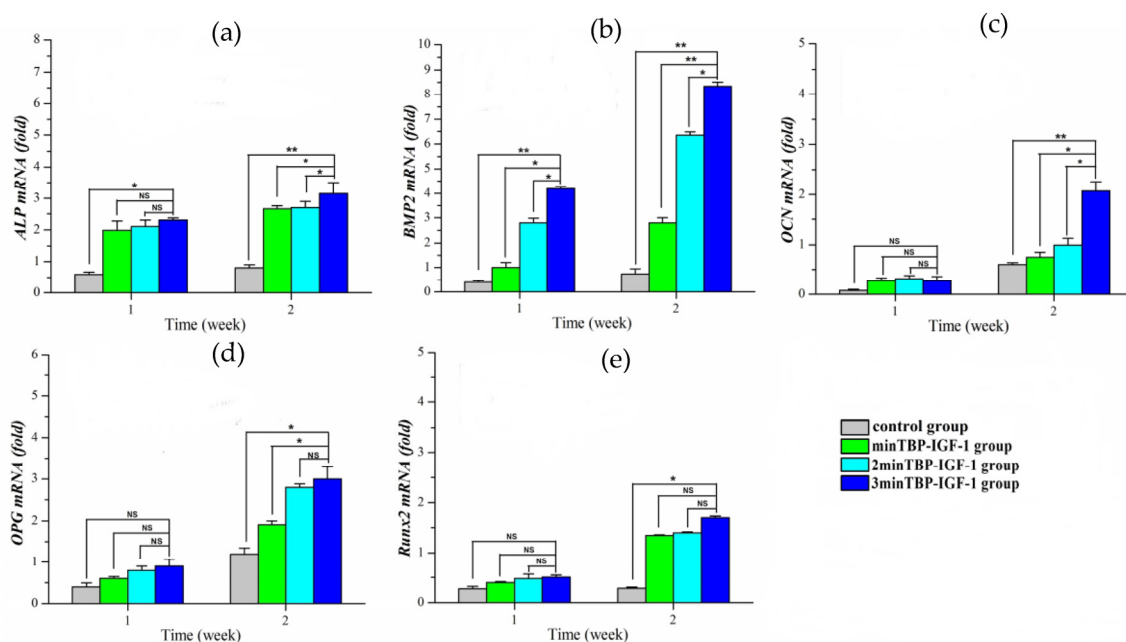 (a)
ALP mRNA (fold)
8
7
6
5
4
3
2
1
0
*
NS
NS
**
*
*
1
2
Time (week)
(b)
BMP2 mRNA (fold)
10
9
8
7
6
5
4
3
2
1
0
**
*
*
**
**
*
1
2
Time (week)
(c)
OCN mRNA (fold)
5
4
3
2
1
0
NS
NS
NS
**
*
*
1
2
Time (week)
(d)
OPG mRNA (fold)
6
5
4
3
2
1
0
NS
NS
NS
*
*
NS
1
2
Time (week)
(e)
Runx2 mRNA (fold)
5
4
3
2
1
0
NS
NS
NS
*
NS
NS
1
2
Time (week)
control group
minTBP-IGF-1 group
2minTBP-IGF-1 group
3minTBP-IGF-1 group